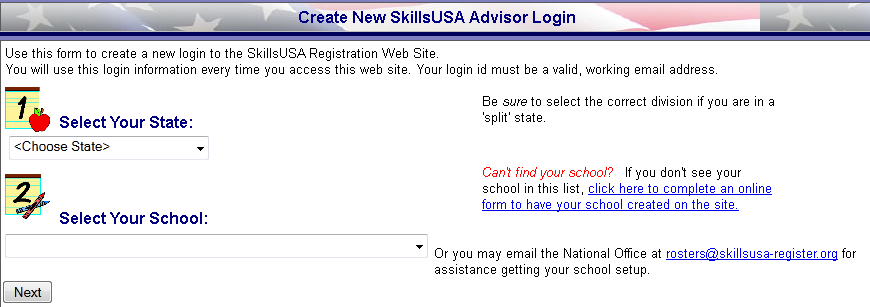 Create New SkillsUSA Advisor Login
Use this form to create a new login to the SkillsUSA Registration Web Site.
You will use this login information every time you access this web site. Your login id must be a valid, working email address.
1
Select Your State:
<Choose State>
Be sure to select the correct division if you are in a
'split' state.
2
Select Your School:
Can't find your school? If you don't see your
school in this list, click here to complete an online
form to have your school created on the site.
Or you may email the National Office at rosters@skillsusa-register.org for
assistance getting your school setup.
Next